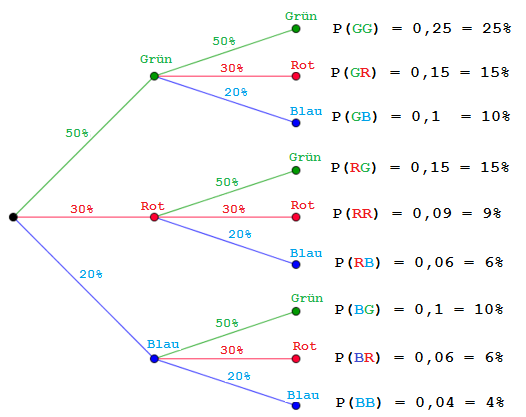 Grün
50%
P(GG) = 0,25 = 25%
Grün
30%
Rot
P(GR) = 0,15 = 15%
20%
Blau
P(GB) = 0,1 = 10%
50%
Grün
50%
P(RG) = 0,15 = 15%
30%
Rot
30%
Rot
P(RR) = 0,09 = 9%
20%
Blau
P(RB) = 0,06 = 6%
20%
Grün
50%
P(BG) = 0,1 = 10%
Blau
30%
Rot
P(BR) = 0,06 = 6%
20%
Blau
P(BB) = 0,04 = 4%